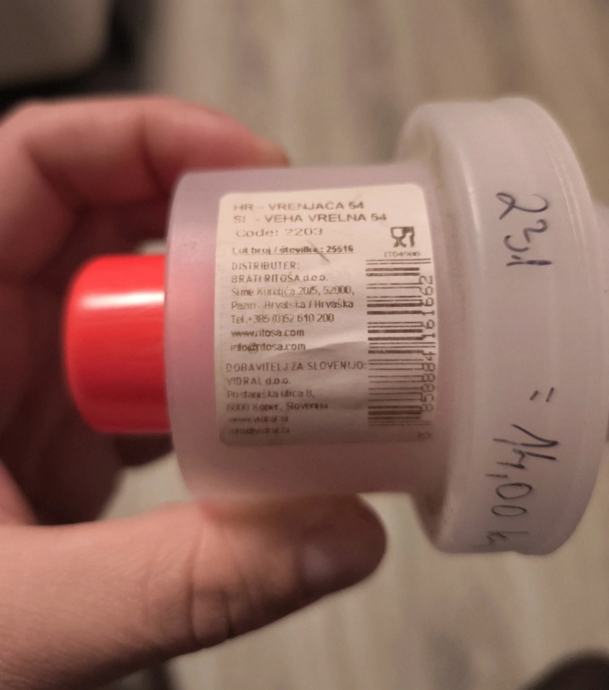 HR - VRENJAČA 54
SI - VEHA VRELNA 54
Code: 2203
Lot broj / številka: 25516
DISTRIBUTER:
BRATI RITOŠA d.o.o.
Šime Kurelića 20/5, 52000,
Pazin - Hrvatska / Hrvaška
Tel.+385 (0)52 610 200
www.ritosa.com
info@ritosa.com
DOBAVITELJ ZA SLOVENIJO:
VIDRAL d.o.o.
6000 Koper, Slovenija
858884 161662
= 14,00